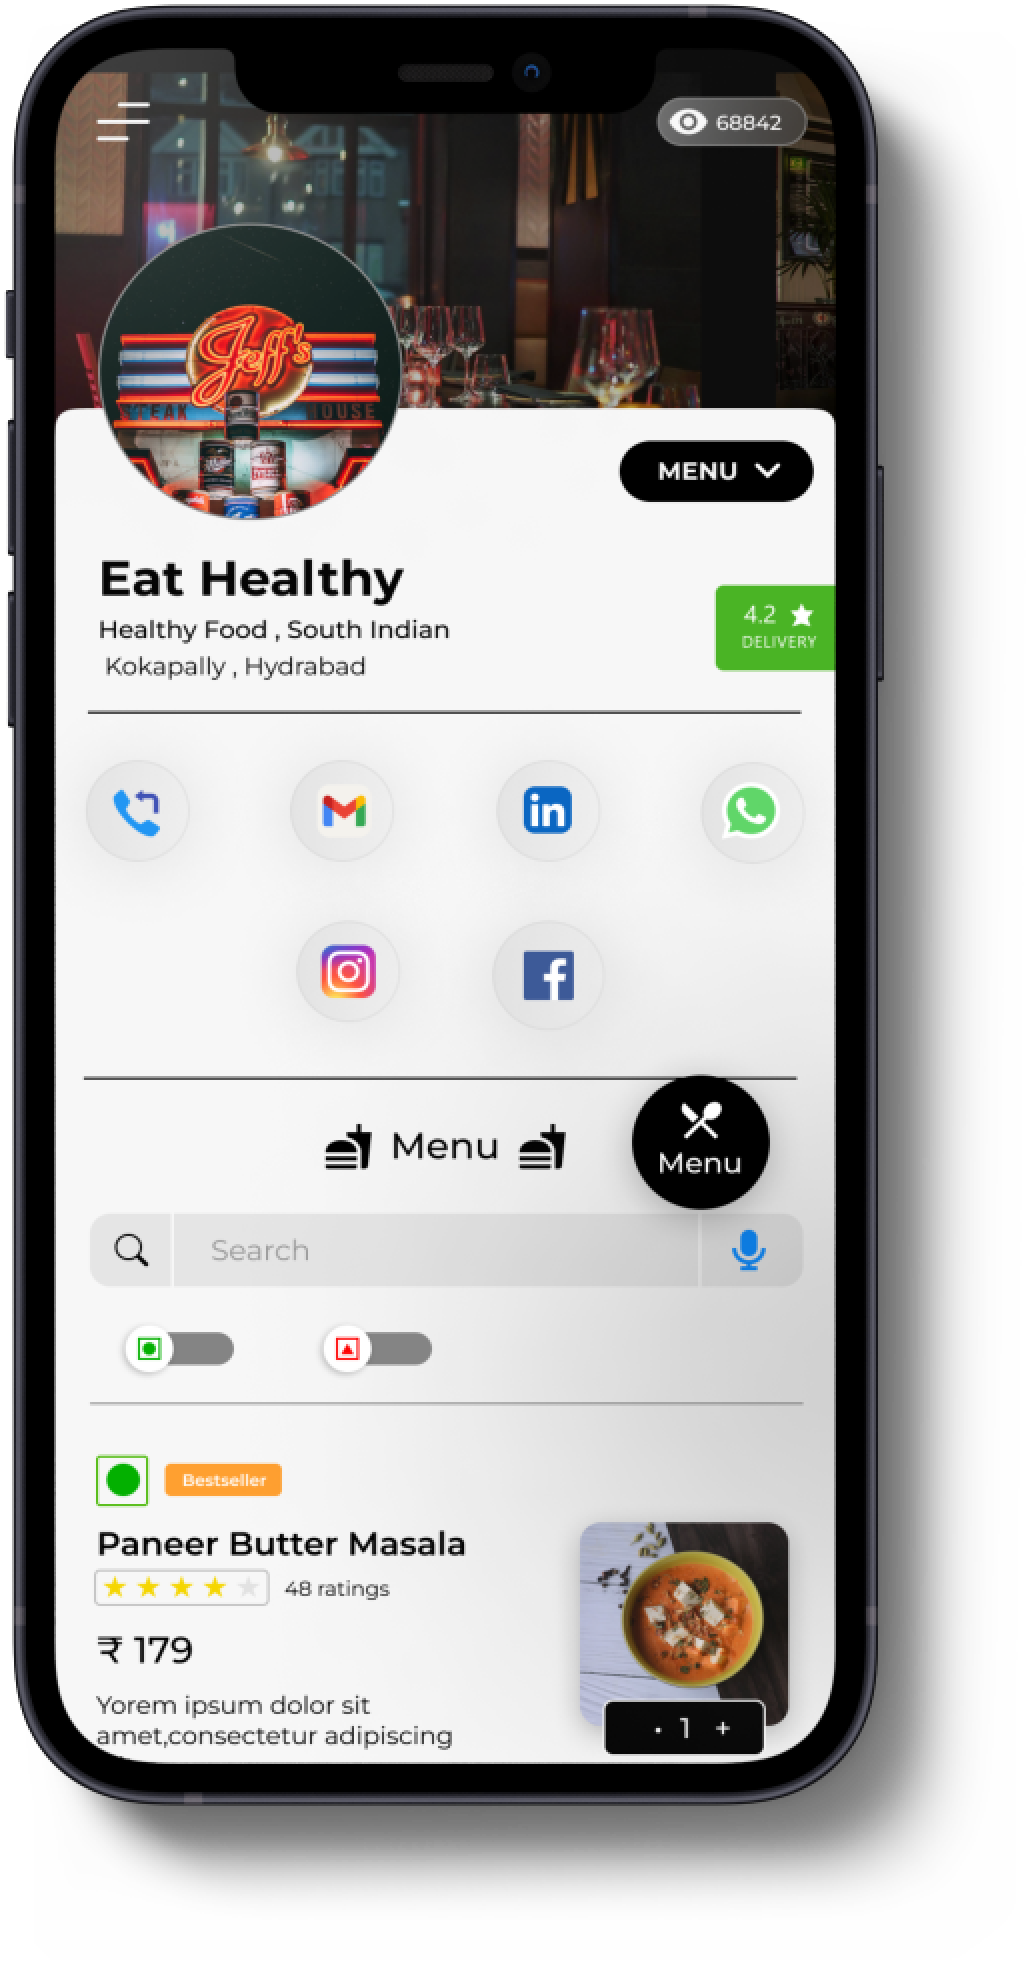 68842
Jeff's
STEAK HOUSE
MENU
Eat Healthy
4.2
DELIVERY
Healthy Food , South Indian
Kokapally , Hydrabad
Menu
Menu
Search
Bestseller
Paneer Butter Masala
48 ratings
₹ 179
Yorem ipsum dolor sit
amet,consectetur adipiscing
· 1 +